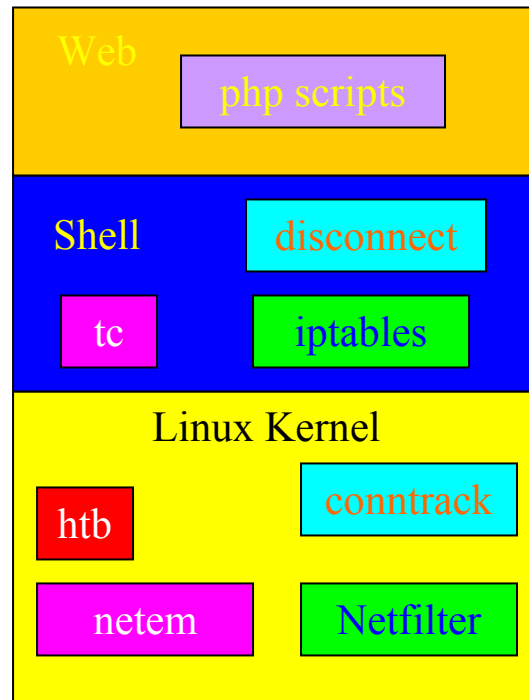 Web
php scripts
Shell
disconnect
tc
iptables
Linux Kernel
conntrack
htb
netem
Netfilter